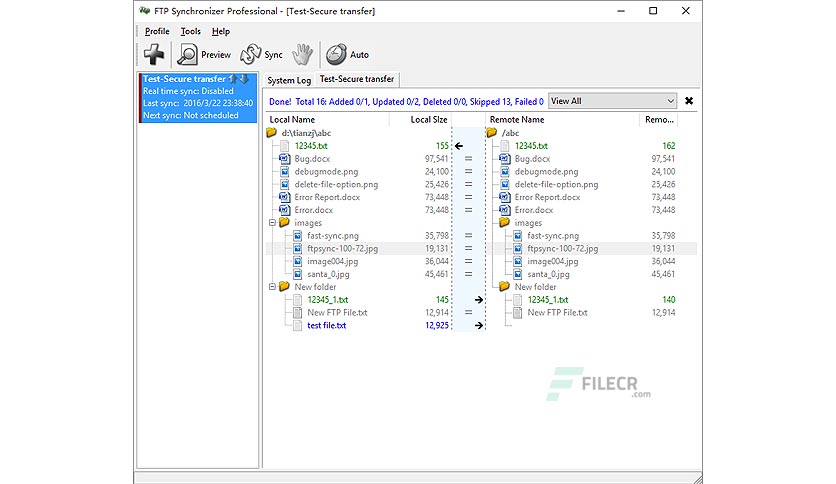 FTP Synchronizer Professional - [Test-Secure transfer]
Profile Tools Help
Preview Sync Auto
Test-Secure transfer
Real time sync: Disabled
Last sync: 2016/3/22 23:38:40
Next sync: Not scheduled
System Log Test-Secure transfer
Done! Total 16: Added 0/1, Updated 0/2, Deleted 0/0, Skipped 13, Failed 0 View All
Local Name Local Size Remote Name Remo...
d:\tianzj\abc /abc
12345.txt 155 12345.txt 162
Bug.docx 97,541 = Bug.docx 97,541
debugmode.png 24,100 = debugmode.png 24,100
delete-file-option.png 25,426 = delete-file-option.png 25,426
Error Report.docx 73,448 = Error Report.docx 73,448
Error.docx 73,448 = Error.docx 73,448
images images
fast-sync.png 35,798 = fast-sync.png 35,798
ftpsync-100-72.jpg 19,131 = ftpsync-100-72.jpg 19,131
image004.jpg 36,044 = image004.jpg 36,044
santa_0.jpg 45,461 = santa_0.jpg 45,461
New folder New folder
12345_1.txt 145 12345_1.txt 140
New FTP File.txt 12,914 = New FTP File.txt 12,914
test file.txt 12,925
FILECR
.com